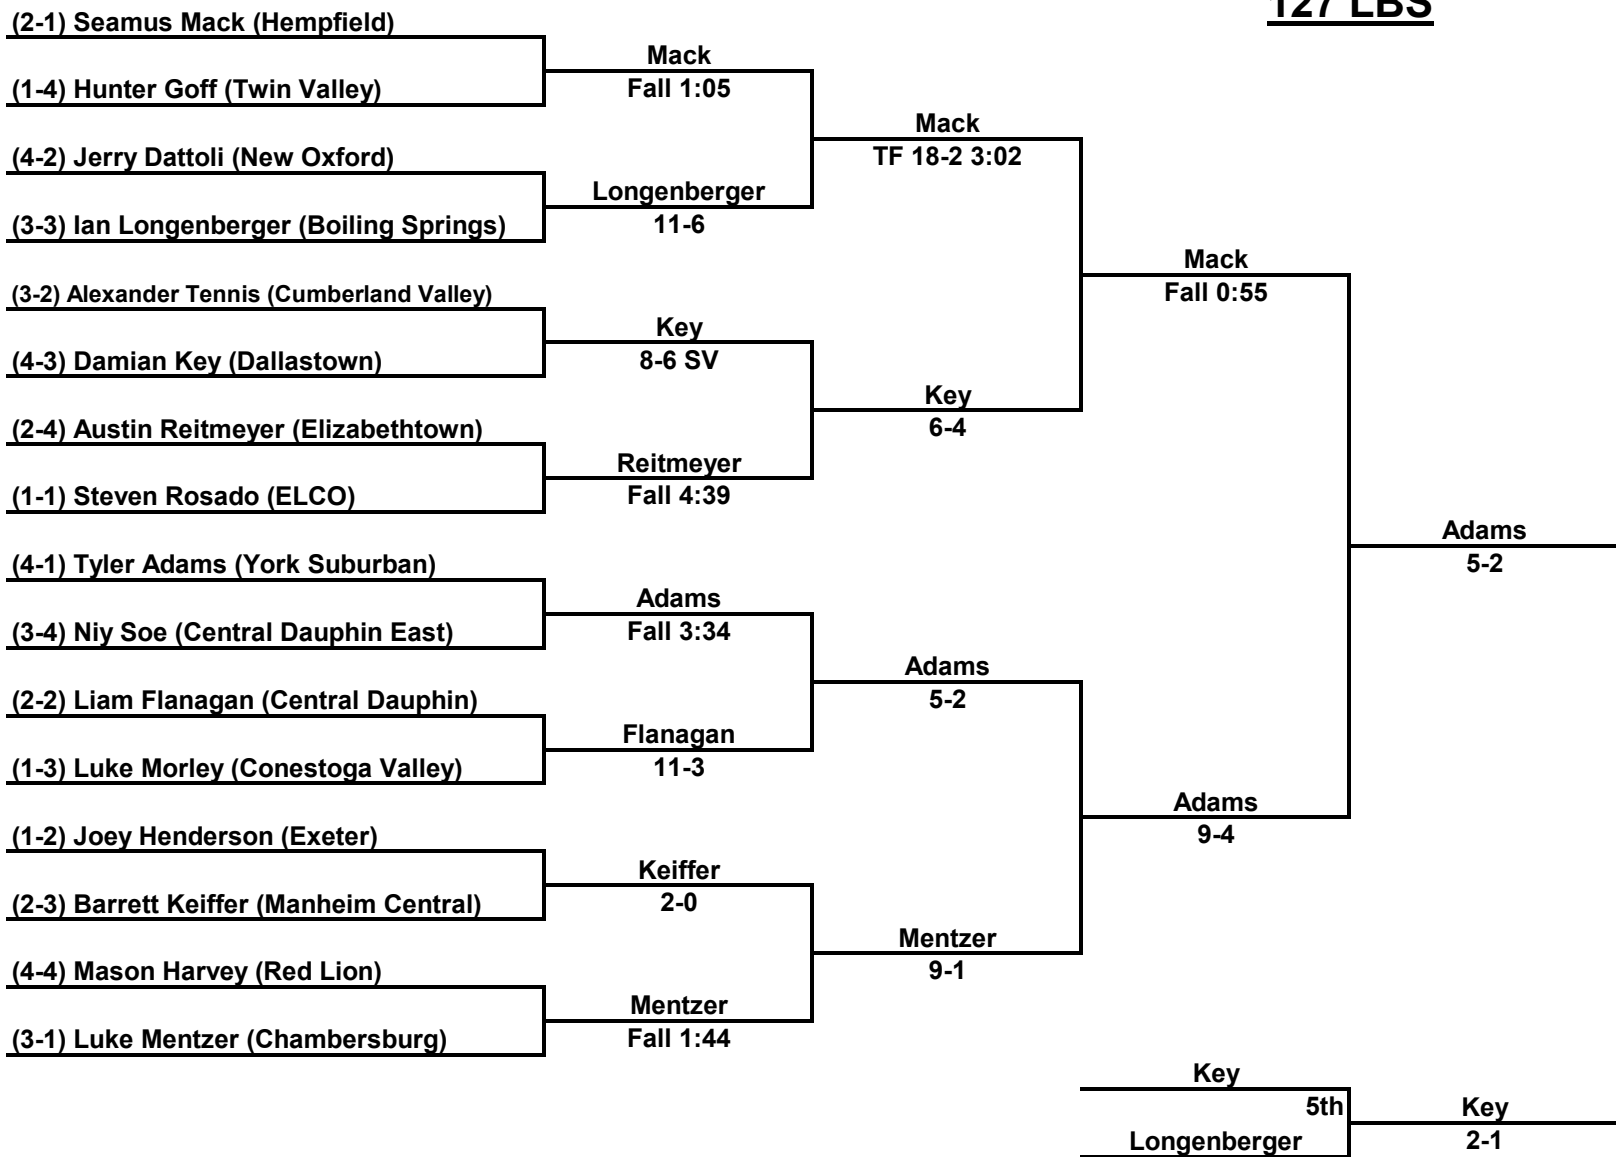 127 LBS
(2-1) Seamus Mack (Hempfield)
(1-4) Hunter Goff (Twin Valley)
(4-2) Jerry Dattoli (New Oxford)
(3-3) Ian Longenberger (Boiling Springs)
(3-2) Alexander Tennis (Cumberland Valley)
(4-3) Damian Key (Dallastown)
(2-4) Austin Reitmeyer (Elizabethtown)
(1-1) Steven Rosado (ELCO)
(4-1) Tyler Adams (York Suburban)
(3-4) Niy Soe (Central Dauphin East)
(2-2) Liam Flanagan (Central Dauphin)
(1-3) Luke Morley (Conestoga Valley)
(1-2) Joey Henderson (Exeter)
(2-3) Barrett Keiffer (Manheim Central)
(4-4) Mason Harvey (Red Lion)
(3-1) Luke Mentzer (Chambersburg)
Mack
Fall 1:05
Longenberger
11-6
Key
8-6 SV
Reitmeyer
Fall 4:39
Adams
Fall 3:34
Flanagan
11-3
Keiffer
2-0
Mentzer
Fall 1:44
Mack
TF 18-2 3:02
Key
6-4
Adams
5-2
Mentzer
9-1
Mack
Fall 0:55
Adams
9-4
Adams
5-2
Key
5th
Longenberger
Key
2-1